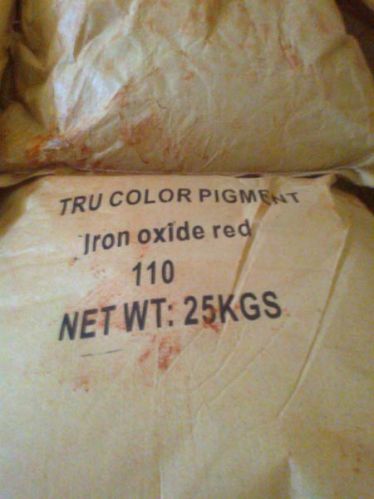 TRU COLOR PIGMENT
Iron oxide red
110
NET WT: 25KGS